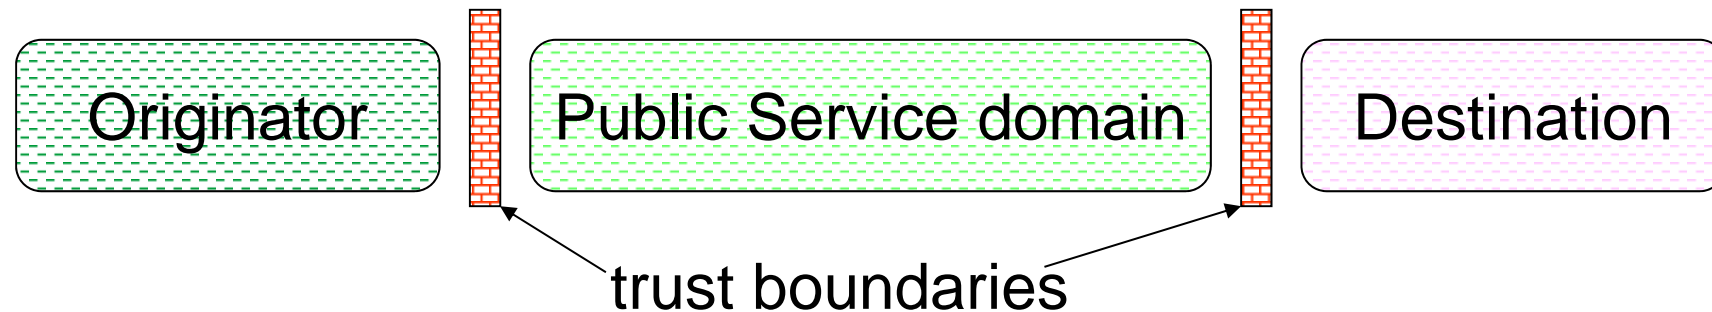 Originator
Public Service domain
Destination
trust boundaries